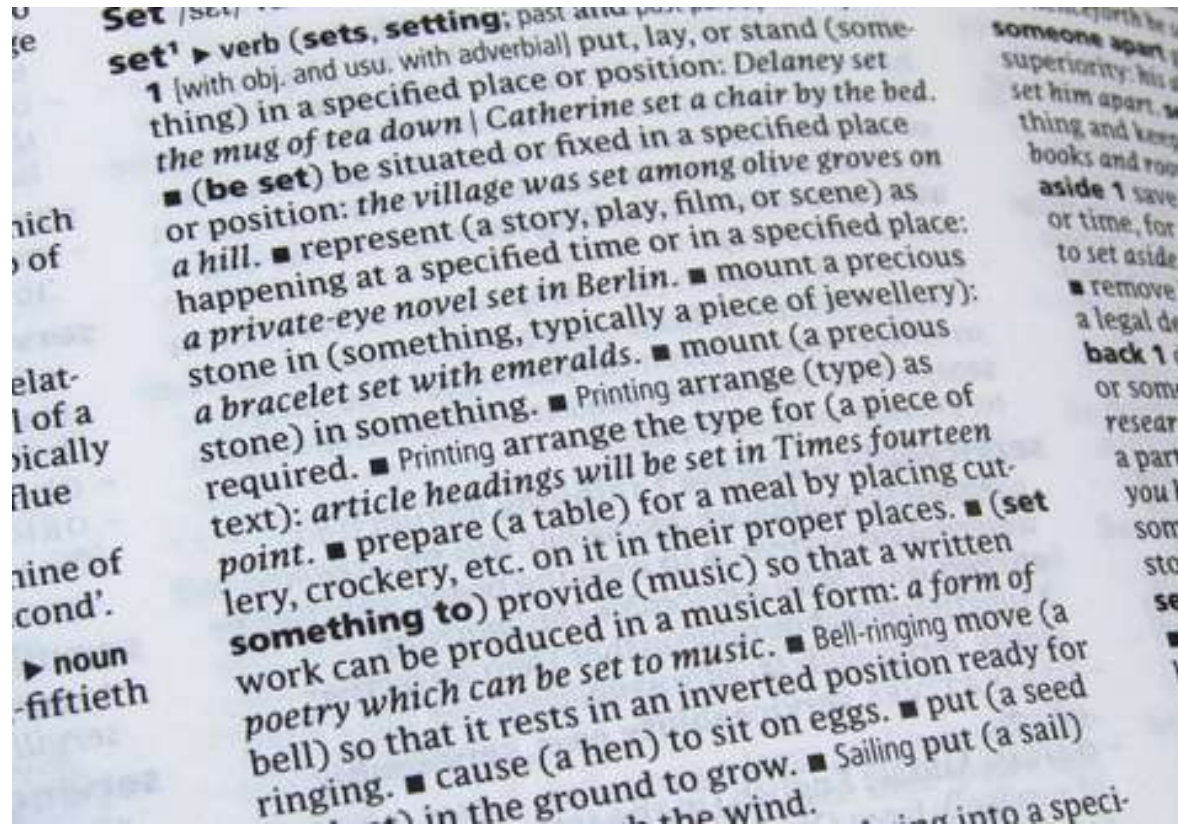 ge
hich
of
elat-
l of a
pically
flue
nine of
cond'.
▶ noun
-fiftieth
Set
set¹ ▶ verb (sets, setting; past and past
1 [with obj. and usu. with adverbial] put, lay, or stand (some-
thing) in a specified place or position: Delaney set
the mug of tea down | Catherine set a chair by the bed.
■ (be set) be situated or fixed in a specified place
or position: the village was set among olive groves on
a hill. ■ represent (a story, play, film, or scene) as
happening at a specified time or in a specified place:
a private-eye novel set in Berlin. ■ mount a precious
stone in (something, typically a piece of jewellery):
a bracelet set with emeralds. ■ mount (a precious
stone) in something. ■ Printing arrange (type) as
required. ■ Printing arrange the type for (a piece of
text): article headings will be set in Times fourteen
point. ■ prepare (a table) for a meal by placing cut-
lery, crockery, etc. on it in their proper places. ■ (set
something to) provide (music) so that a written
work can be produced in a musical form: a form of
poetry which can be set to music. ■ Bell-ringing move (a
bell) so that it rests in an inverted position ready for
ringing. ■ cause (a hen) to sit on eggs. ■ put (a seed
in the ground to grow. ■ Sailing put (a sail)
the wind.
into a speci-
someone apart
superiority: his
set him apart.
thing and keep
books and
aside 1 save
or time, for
to set aside
■ remove
a legal
back 1
or some
resear
a part
you
som
sto
se